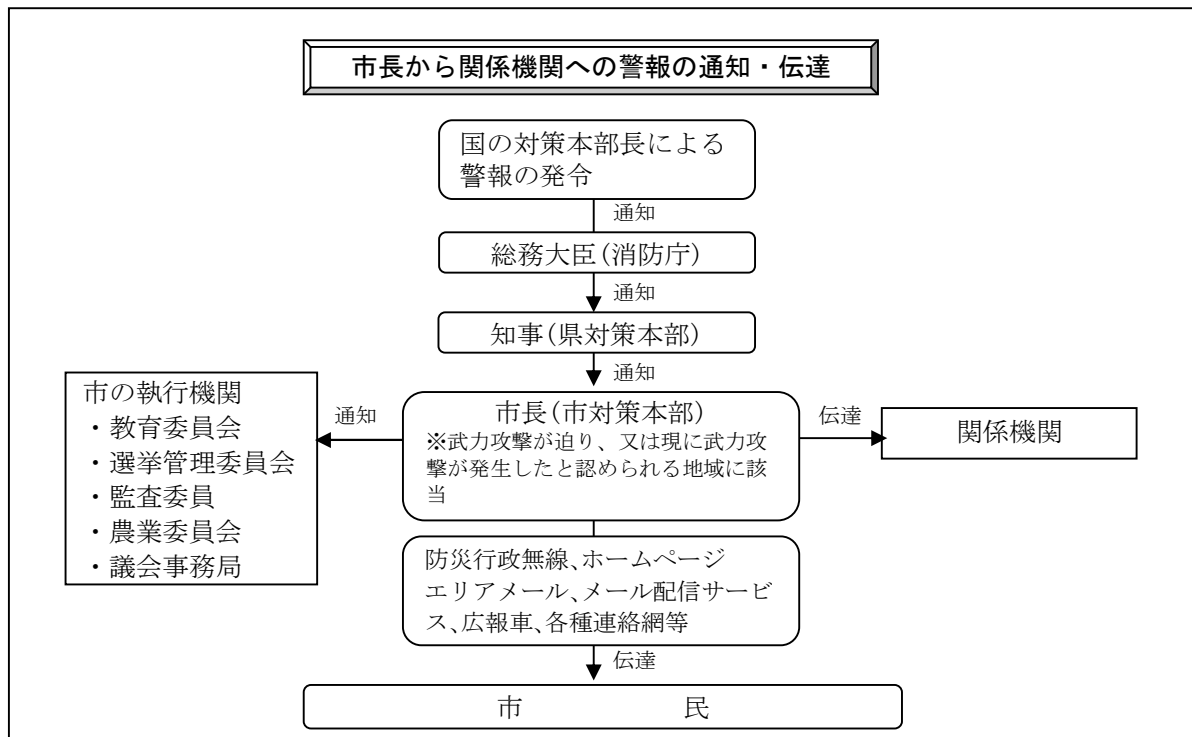 市長から関係機関への警報の通知・伝達
国の対策本部長による
警報の発令
通知
総務大臣(消防庁)
通知
知事(県対策本部)
通知
市の執行機関
・教育委員会
・選挙管理委員会
・監査委員
・農業委員会
・議会事務局
通知
市長(市対策本部)
※武力攻撃が迫り、又は現に武力攻
撃が発生したと認められる地域に該
当
伝達
関係機関
防災行政無線、ホームページ
エリアメール、メール配信サービ
ス、広報車、各種連絡網等
伝達
市　　　　　民